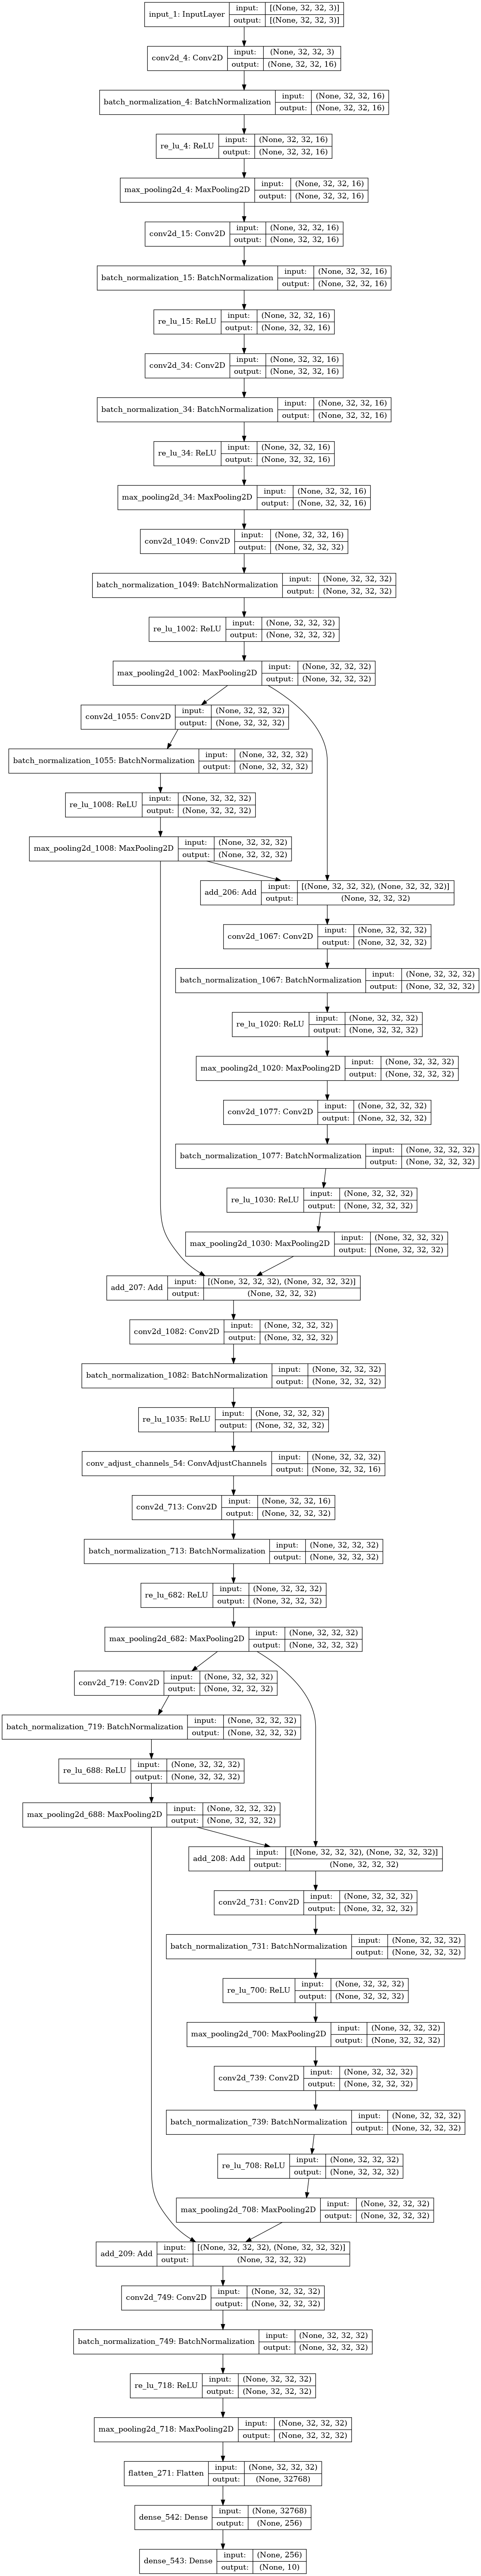 input_1: InputLayer input: [(None, 32, 32, 3)]
output: [(None, 32, 32, 3)]
conv2d_4: Conv2D input: (None, 32, 32, 3)
output: (None, 32, 32, 16)
batch_normalization_4: BatchNormalization input: (None, 32, 32, 16)
output: (None, 32, 32, 16)
re_lu_4: ReLU input: (None, 32, 32, 16)
output: (None, 32, 32, 16)
max_pooling2d_4: MaxPooling2D input: (None, 32, 32, 16)
output: (None, 32, 32, 16)
conv2d_15: Conv2D input: (None, 32, 32, 16)
output: (None, 32, 32, 16)
batch_normalization_15: BatchNormalization input: (None, 32, 32, 16)
output: (None, 32, 32, 16)
re_lu_15: ReLU input: (None, 32, 32, 16)
output: (None, 32, 32, 16)
conv2d_34: Conv2D input: (None, 32, 32, 16)
output: (None, 32, 32, 16)
batch_normalization_34: BatchNormalization input: (None, 32, 32, 16)
output: (None, 32, 32, 16)
re_lu_34: ReLU input: (None, 32, 32, 16)
output: (None, 32, 32, 16)
max_pooling2d_34: MaxPooling2D input: (None, 32, 32, 16)
output: (None, 32, 32, 16)
conv2d_1049: Conv2D input: (None, 32, 32, 16)
output: (None, 32, 32, 32)
batch_normalization_1049: BatchNormalization input: (None, 32, 32, 32)
output: (None, 32, 32, 32)
re_lu_1002: ReLU input: (None, 32, 32, 32)
output: (None, 32, 32, 32)
max_pooling2d_1002: MaxPooling2D input: (None, 32, 32, 32)
output: (None, 32, 32, 32)
conv2d_1055: Conv2D input: (None, 32, 32, 32)
output: (None, 32, 32, 32)
batch_normalization_1055: BatchNormalization input: (None, 32, 32, 32)
output: (None, 32, 32, 32)
re_lu_1008: ReLU input: (None, 32, 32, 32)
output: (None, 32, 32, 32)
max_pooling2d_1008: MaxPooling2D input: (None, 32, 32, 32)
output: (None, 32, 32, 32)
add_206: Add input: [(None, 32, 32, 32), (None, 32, 32, 32)]
output: (None, 32, 32, 32)
conv2d_1067: Conv2D input: (None, 32, 32, 32)
output: (None, 32, 32, 32)
batch_normalization_1067: BatchNormalization input: (None, 32, 32, 32)
output: (None, 32, 32, 32)
re_lu_1020: ReLU input: (None, 32, 32, 32)
output: (None, 32, 32, 32)
max_pooling2d_1020: MaxPooling2D input: (None, 32, 32, 32)
output: (None, 32, 32, 32)
conv2d_1077: Conv2D input: (None, 32, 32, 32)
output: (None, 32, 32, 32)
batch_normalization_1077: BatchNormalization input: (None, 32, 32, 32)
output: (None, 32, 32, 32)
re_lu_1030: ReLU input: (None, 32, 32, 32)
output: (None, 32, 32, 32)
max_pooling2d_1030: MaxPooling2D input: (None, 32, 32, 32)
output: (None, 32, 32, 32)
add_207: Add input: [(None, 32, 32, 32), (None, 32, 32, 32)]
output: (None, 32, 32, 32)
conv2d_1082: Conv2D input: (None, 32, 32, 32)
output: (None, 32, 32, 32)
batch_normalization_1082: BatchNormalization input: (None, 32, 32, 32)
output: (None, 32, 32, 32)
re_lu_1035: ReLU input: (None, 32, 32, 32)
output: (None, 32, 32, 32)
conv_adjust_channels_54: ConvAdjustChannels input: (None, 32, 32, 32)
output: (None, 32, 32, 16)
conv2d_713: Conv2D input: (None, 32, 32, 16)
output: (None, 32, 32, 32)
batch_normalization_713: BatchNormalization input: (None, 32, 32, 32)
output: (None, 32, 32, 32)
re_lu_682: ReLU input: (None, 32, 32, 32)
output: (None, 32, 32, 32)
max_pooling2d_682: MaxPooling2D input: (None, 32, 32, 32)
output: (None, 32, 32, 32)
conv2d_719: Conv2D input: (None, 32, 32, 32)
output: (None, 32, 32, 32)
batch_normalization_719: BatchNormalization input: (None, 32, 32, 32)
output: (None, 32, 32, 32)
re_lu_688: ReLU input: (None, 32, 32, 32)
output: (None, 32, 32, 32)
max_pooling2d_688: MaxPooling2D input: (None, 32, 32, 32)
output: (None, 32, 32, 32)
add_208: Add input: [(None, 32, 32, 32), (None, 32, 32, 32)]
output: (None, 32, 32, 32)
conv2d_731: Conv2D input: (None, 32, 32, 32)
output: (None, 32, 32, 32)
batch_normalization_731: BatchNormalization input: (None, 32, 32, 32)
output: (None, 32, 32, 32)
re_lu_700: ReLU input: (None, 32, 32, 32)
output: (None, 32, 32, 32)
max_pooling2d_700: MaxPooling2D input: (None, 32, 32, 32)
output: (None, 32, 32, 32)
conv2d_739: Conv2D input: (None, 32, 32, 32)
output: (None, 32, 32, 32)
batch_normalization_739: BatchNormalization input: (None, 32, 32, 32)
output: (None, 32, 32, 32)
re_lu_708: ReLU input: (None, 32, 32, 32)
output: (None, 32, 32, 32)
max_pooling2d_708: MaxPooling2D input: (None, 32, 32, 32)
output: (None, 32, 32, 32)
add_209: Add input: [(None, 32, 32, 32), (None, 32, 32, 32)]
output: (None, 32, 32, 32)
conv2d_749: Conv2D input: (None, 32, 32, 32)
output: (None, 32, 32, 32)
batch_normalization_749: BatchNormalization input: (None, 32, 32, 32)
output: (None, 32, 32, 32)
re_lu_718: ReLU input: (None, 32, 32, 32)
output: (None, 32, 32, 32)
max_pooling2d_718: MaxPooling2D input: (None, 32, 32, 32)
output: (None, 32, 32, 32)
flatten_271: Flatten input: (None, 32, 32, 32)
output: (None, 32768)
dense_542: Dense input: (None, 32768)
output: (None, 256)
dense_543: Dense input: (None, 256)
output: (None, 10)